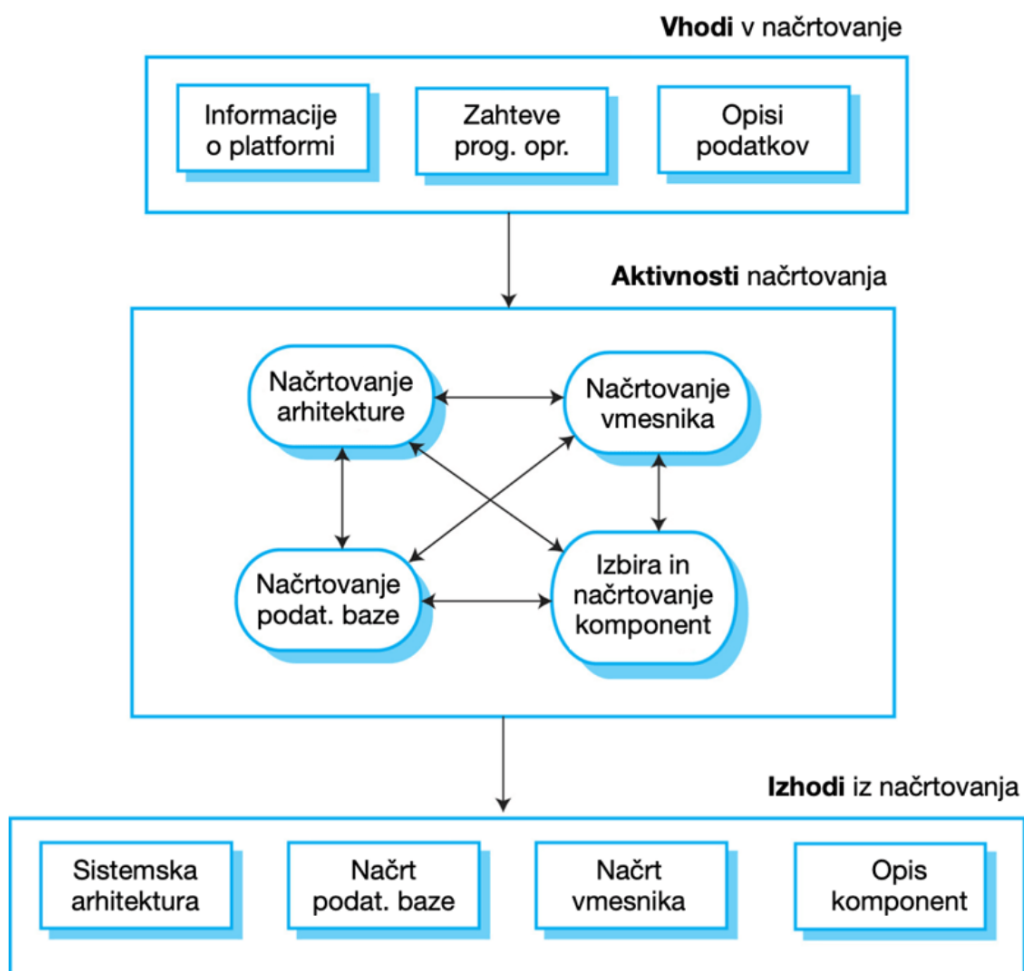 Vhodi v načrtovanje
Informacije
o platformi
Zahteve
prog. opr.
Opisi
podatkov
Aktivnosti načrtovanja
Načrtovanje
arhitekture
Načrtovanje
vmesnika
Načrtovanje
podat. baze
Izbira in
načrtovanje
komponent
Izhodi iz načrtovanja
Sistemska
arhitektura
Načrt
podat. baze
Načrt
vmesnika
Opis
komponent